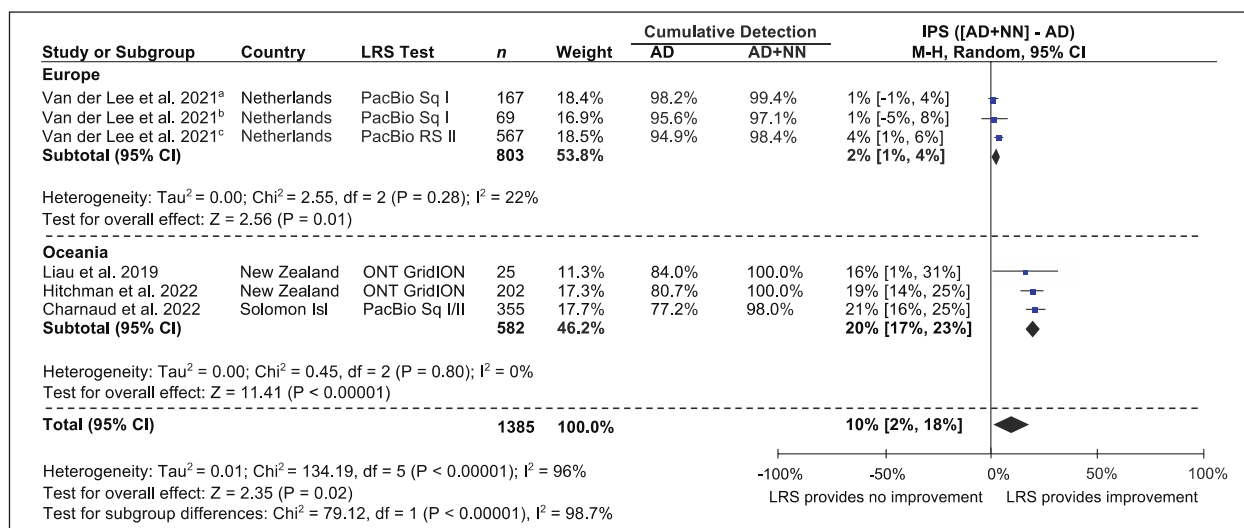 Cumulative Detection IPS ([AD+NN] - AD)
Study or Subgroup Country LRS Test n Weight AD AD+NN M-H, Random, 95% CI
Europe
Van der Lee et al. 2021ᵃ Netherlands PacBio Sq I 167 18.4% 98.2% 99.4% 1% [-1%, 4%]
Van der Lee et al. 2021ᵇ Netherlands PacBio Sq I 69 16.9% 95.6% 97.1% 1% [-5%, 8%]
Van der Lee et al. 2021ᶜ Netherlands PacBio RS II 567 18.5% 94.9% 98.4% 4% [1%, 6%]
Subtotal (95% CI) 803 53.8% 2% [1%, 4%]
Heterogeneity: Tau² = 0.00; Chi² = 2.55, df = 2 (P = 0.28); I² = 22%
Test for overall effect: Z = 2.56 (P = 0.01)
Oceania
Liau et al. 2019 New Zealand ONT GridION 25 11.3% 84.0% 100.0% 16% [1%, 31%]
Hitchman et al. 2022 New Zealand ONT GridION 202 17.3% 80.7% 100.0% 19% [14%, 25%]
Charnaud et al. 2022 Solomon Isl PacBio Sq I/II 355 17.7% 77.2% 98.0% 21% [16%, 25%]
Subtotal (95% CI) 582 46.2% 20% [17%, 23%]
Heterogeneity: Tau² = 0.00; Chi² = 0.45, df = 2 (P = 0.80); I² = 0%
Test for overall effect: Z = 11.41 (P < 0.00001)
Total (95% CI) 1385 100.0% 10% [2%, 18%]
Heterogeneity: Tau² = 0.01; Chi² = 134.19, df = 5 (P < 0.00001); I² = 96%
Test for overall effect: Z = 2.35 (P = 0.02)
Test for subgroup differences: Chi² = 79.12, df = 1 (P < 0.00001), I² = 98.7%
-100% -50% 0% 50% 100%
LRS provides no improvement LRS provides improvement